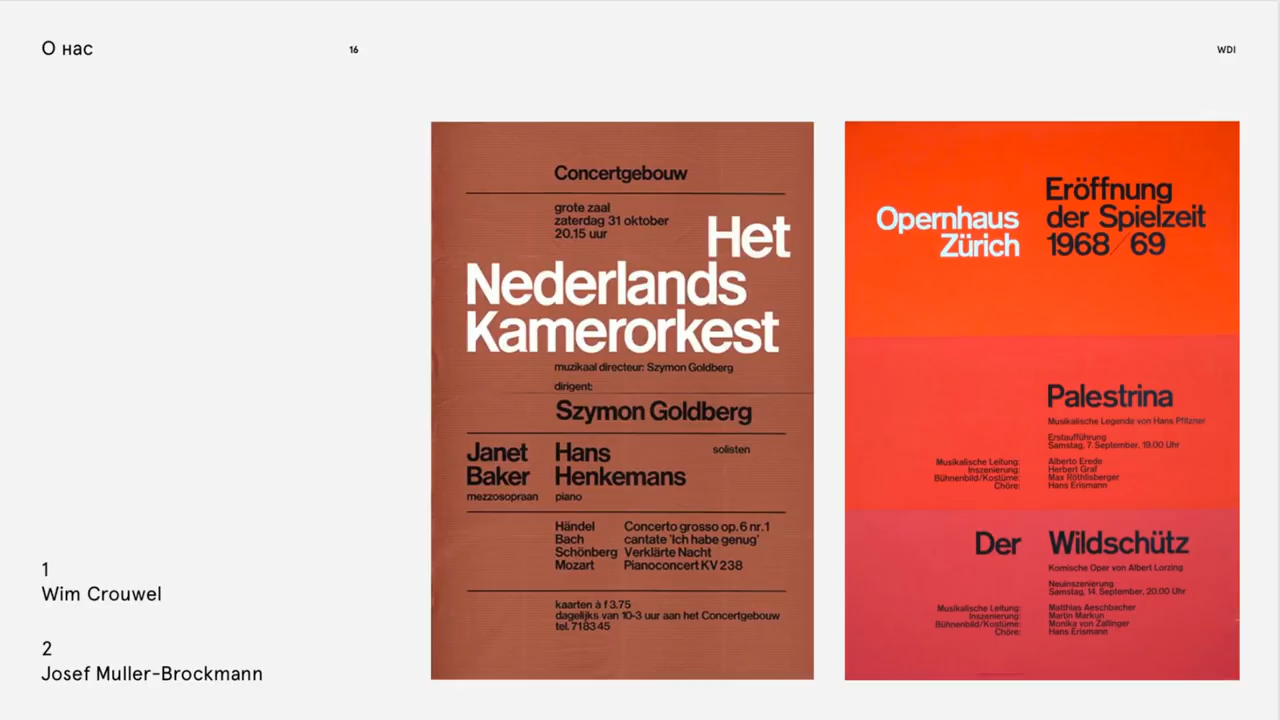 О нас
16
WDI
Concertgebouw
grote zaal
zaterdag 31 oktober
20.15 uur
Het
Nederlands
Kamerorkest
muzikaal directeur: Szymon Goldberg
dirigent:
Szymon Goldberg
Janet
Baker
mezzosopraan
Hans
Henkemans
piano
solisten
Händel Concerto grosso op. 6 nr. 1
Bach cantate 'Ich habe genug'
Schönberg Verklärte Nacht
Mozart Pianoconcert KV 238
kaarten à f 3.75
dagelijks van 10-3 uur aan het Concertgebouw
tel. 71 83 45
Opernhaus
Zürich
Eröffnung
der Spielzeit
1968/69
Palestrina
Musikalische Legende von Hans Pfitzner
Erstaufführung
Samstag, 7. September, 19.00 Uhr
Musikalische Leitung: Alberto Erede
Inszenierung: Herbert Graf
Bühnenbild/Kostüme: Max Röthlisberger
Chöre: Hans Erismann
Der Wildschütz
Komische Oper von Albert Lorzing
Neuinszenierung
Samstag, 14. September, 20.00 Uhr
Musikalische Leitung: Matthias Aeschbacher
Inszenierung: Martin Markun
Bühnenbild/Kostüme: Monika von Zallinger
Chöre: Hans Erismann
1
Wim Crouwel
2
Josef Muller-Brockmann